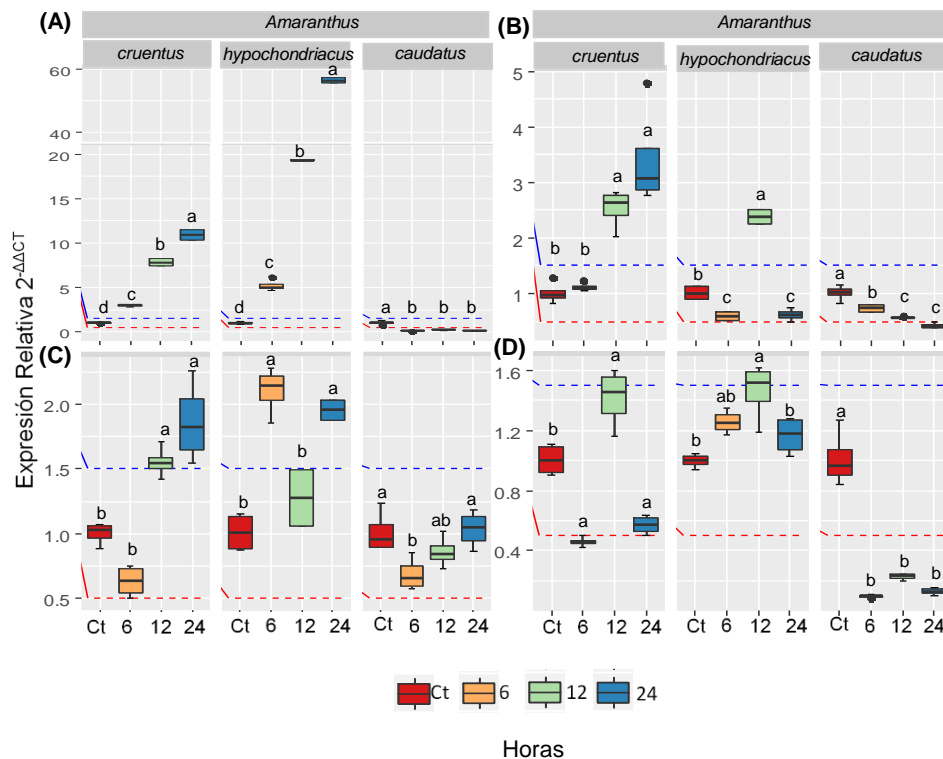 (A) Amaranthus
cruentus hypochondriacus caudatus
(B) Amaranthus
cruentus hypochondriacus caudatus
Expresión Relativa 2-ΔΔCT
60
40
20
10
5
0
d c b a
d c b a
a b b b
5
4
3
2
1
b b a a
b c a c
a b c c
(C)
2.0
1.5
1.0
0.5
b b a a
b a b a
a b ab a
Ct 6 12 24
Ct 6 12 24
Ct 6 12 24
(D)
1.6
1.2
0.8
0.4
b a a a
b ab a b
a b b b
Ct 6 12 24
Ct 6 12 24
Ct 6 12 24
Ct 6 12 24
Horas